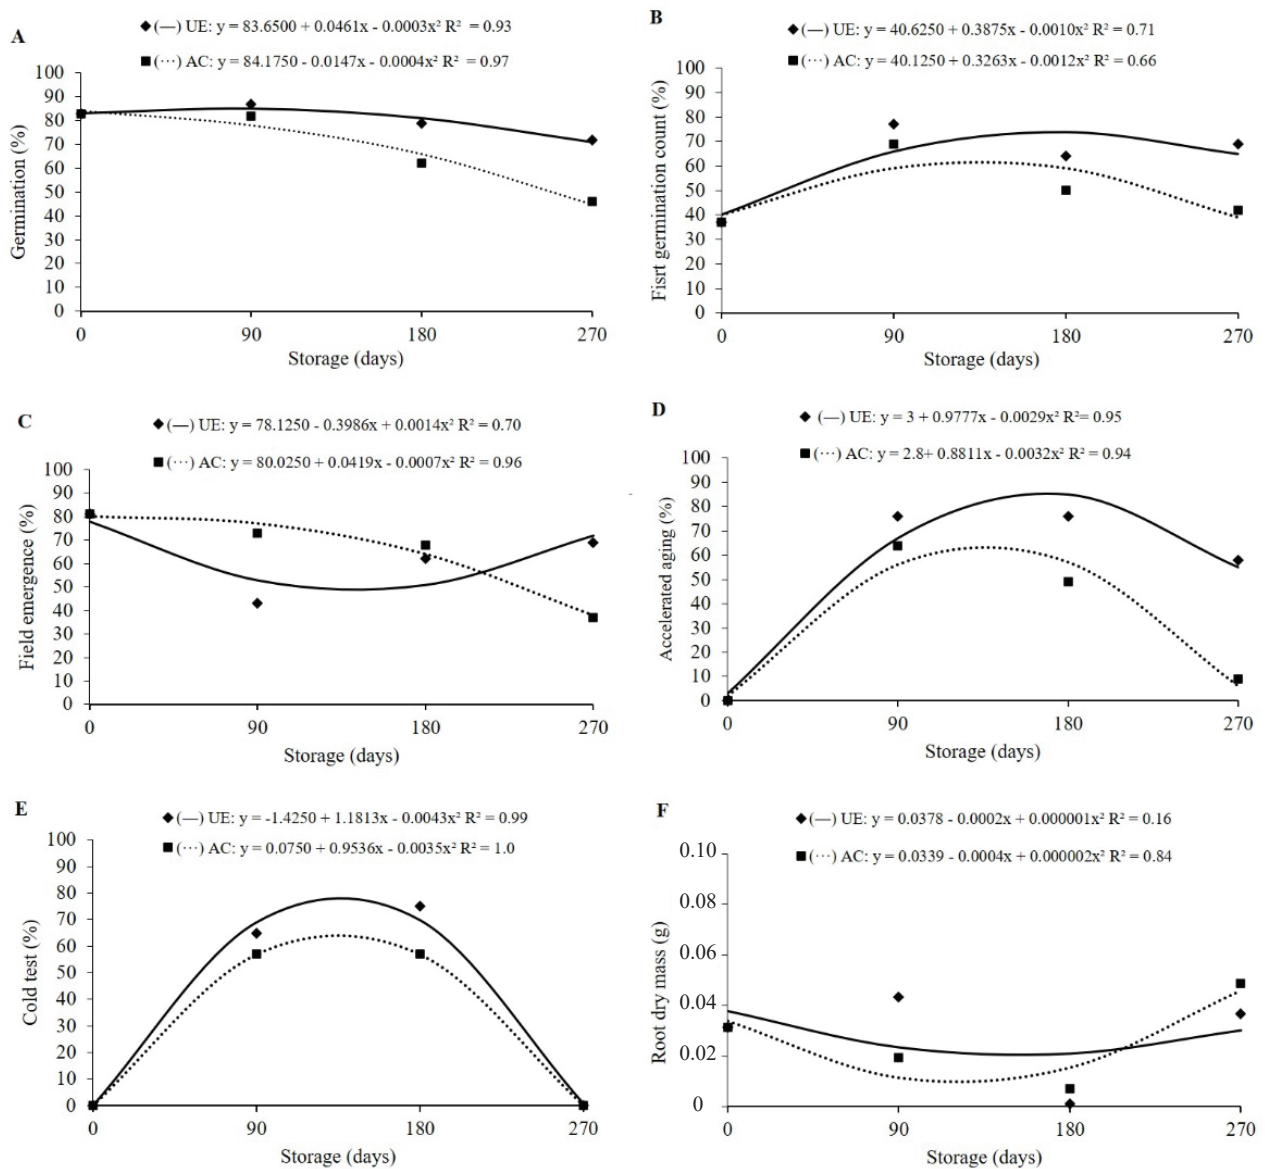 A
◆ (—) UE: y = 83.6500 + 0.0461x - 0.0003x² R² = 0.93
■ (···) AC: y = 84.1750 - 0.0147x - 0.0004x² R² = 0.97
Germination (%)
100
90
80
70
60
50
40
30
20
10
0
0 90 180 270
Storage (days)
B
◆ (—) UE: y = 40.6250 + 0.3875x - 0.0010x² R² = 0.71
■ (···) AC: y = 40.1250 + 0.3263x - 0.0012x² R² = 0.66
Fisrt germination count (%)
100
90
80
70
60
50
40
30
20
10
0
0 90 180 270
Storage (days)
C
◆ (—) UE: y = 78.1250 - 0.3986x + 0.0014x² R² = 0.70
■ (···) AC: y = 80.0250 + 0.0419x - 0.0007x² R² = 0.96
Field emergence (%)
100
90
80
70
60
50
40
30
20
10
0
0 90 180 270
Storage (days)
D
◆ (—) UE: y = 3 + 0.9777x - 0.0029x² R²= 0.95
■ (···) AC: y = 2.8+ 0.8811x - 0.0032x² R² = 0.94
Accelerated aging (%)
100
90
80
70
60
50
40
30
20
10
0
0 90 180 270
Storage (days)
E
◆ (—) UE: y = -1.4250 + 1.1813x - 0.0043x² R² = 0.99
■ (···) AC: y = 0.0750 + 0.9536x - 0.0035x² R² = 1.0
Cold test (%)
100
90
80
70
60
50
40
30
20
10
0
0 90 180 270
Storage (days)
F
◆ (—) UE: y = 0.0378 - 0.0002x + 0.000001x² R² = 0.16
■ (···) AC: y = 0.0339 - 0.0004x + 0.000002x² R² = 0.84
Root dry mass (g)
0.10
0.08
0.06
0.04
0.02
0
0 90 180 270
Storage (days)